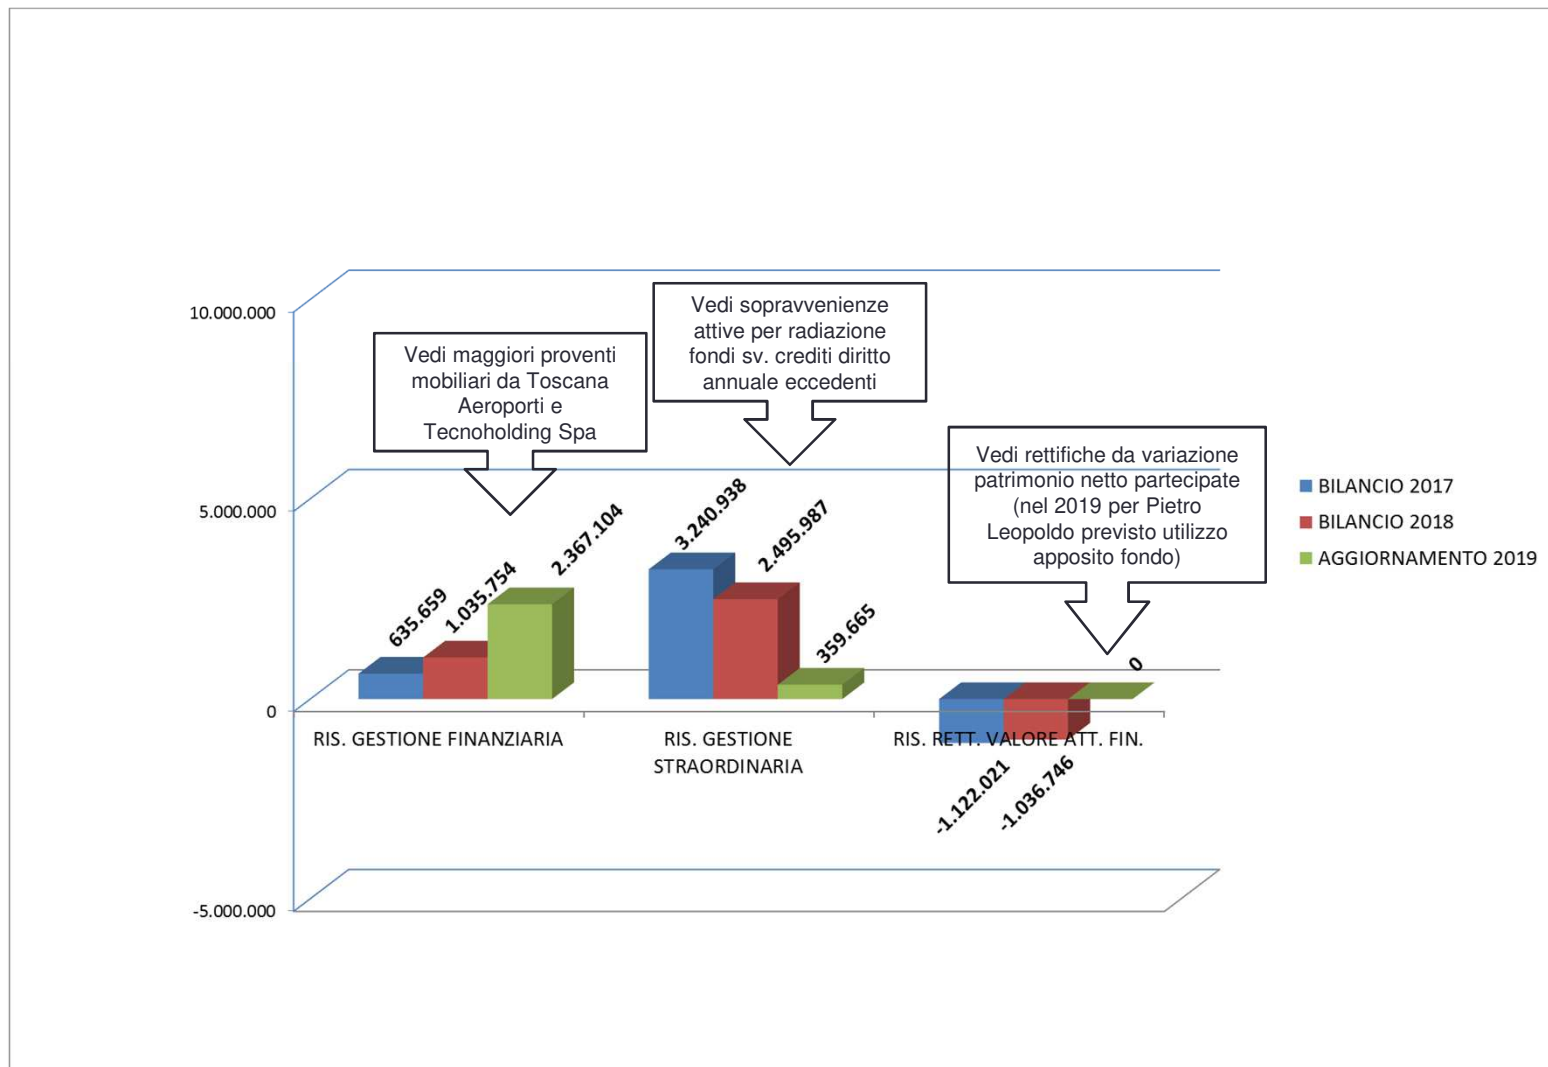 10.000.000
5.000.000
0
-5.000.000
Vedi maggiori proventi
mobiliari da Toscana
Aeroporti e
Tecnoholding Spa
Vedi sopravvenienze
attive per radiazione
fondi sv. crediti diritto
annuale eccedenti
Vedi rettifiche da variazione
patrimonio netto partecipate
(nel 2019 per Pietro
Leopoldo previsto utilizzo
apposito fondo)
635.659
1.035.754
2.367.104
3.240.938
2.495.987
359.665
-1.122.021
-1.036.746
0
RIS. GESTIONE FINANZIARIA
RIS. GESTIONE
STRAORDINARIA
RIS. RETT. VALORE ATT. FIN.
BILANCIO 2017
BILANCIO 2018
AGGIORNAMENTO 2019